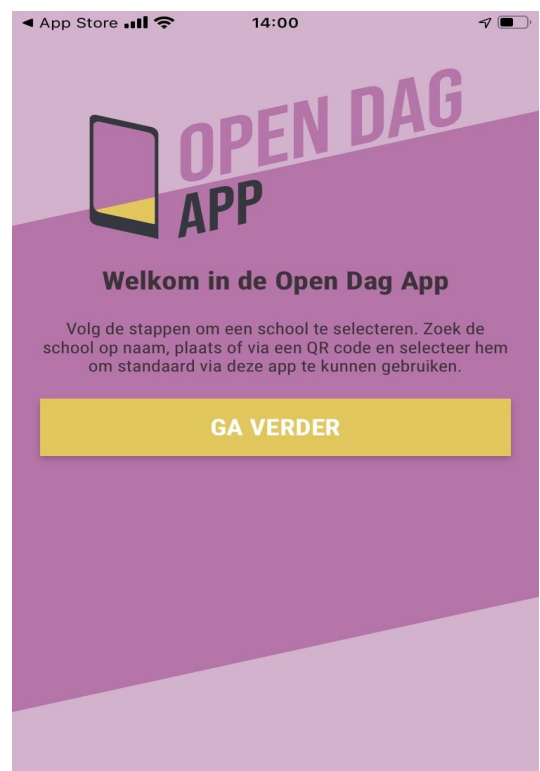 App Store 14:00
OPEN DAG
APP
Welkom in de Open Dag App
Volg de stappen om een school te selecteren. Zoek de
school op naam, plaats of via een QR code en selecteer hem
om standaard via deze app te kunnen gebruiken.
GA VERDER